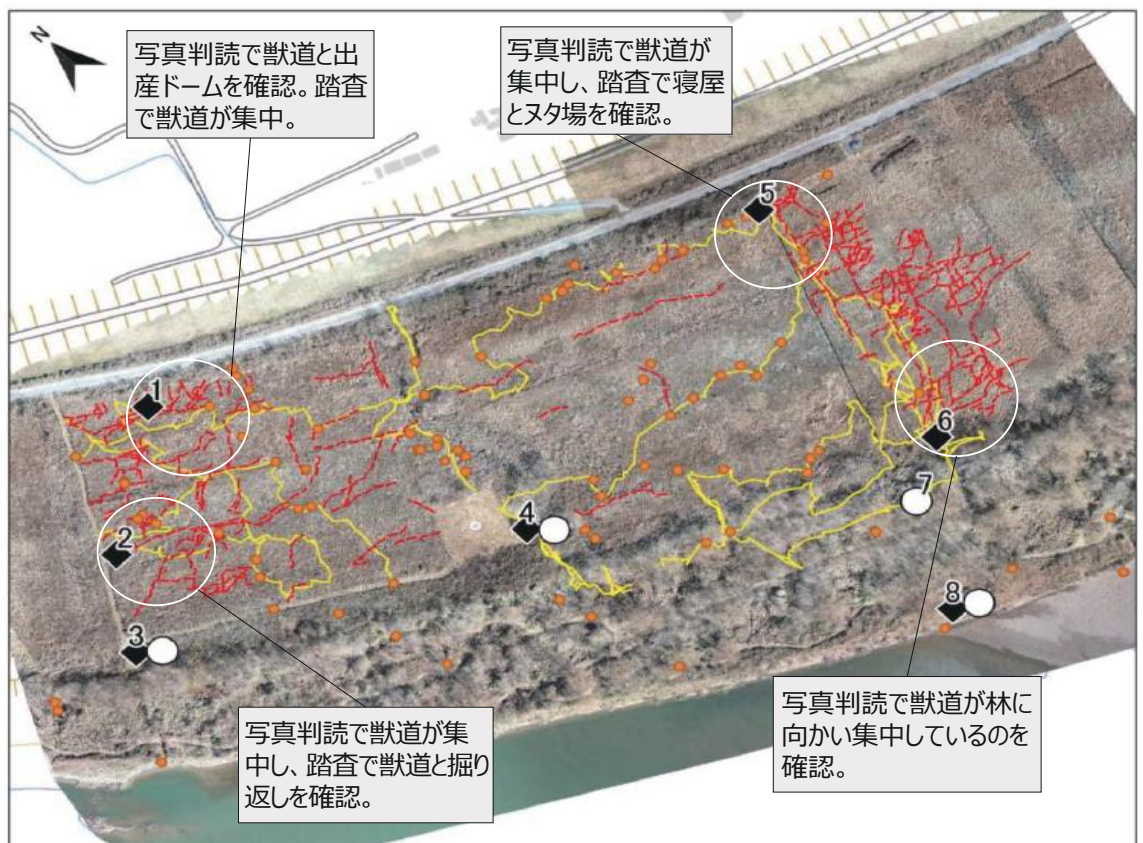 N
写真判読で獣道と出
産ドームを確認。踏査
で獣道が集中。
写真判読で獣道が
集中し、踏査で寝屋
とヌタ場を確認。
5
1
6
7
4
2
8
3
写真判読で獣道が集
中し、踏査で獣道と掘り
返しを確認。
写真判読で獣道が林に
向かい集中しているのを
確認。